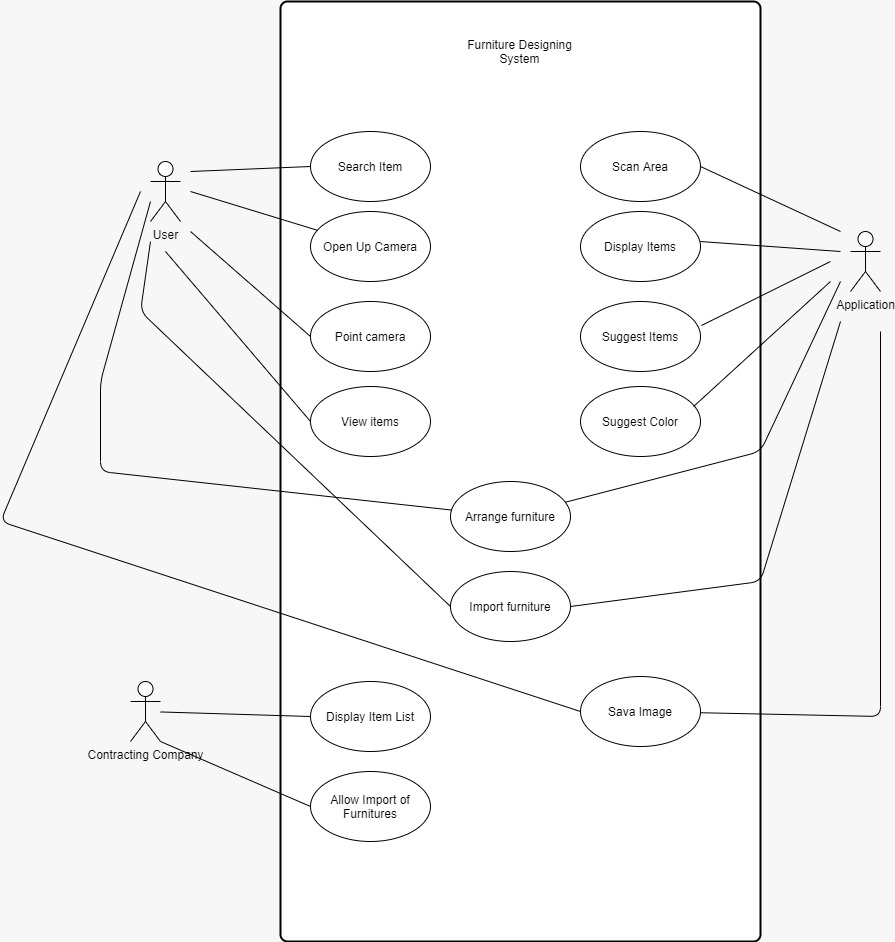 Furniture Designing
System
Search Item
Scan Area
User
Open Up Camera
Display Items
Application
Point camera
Suggest Items
View items
Suggest Color
Arrange furniture
Import furniture
Sava Image
Display Item List
Contracting Company
Allow Import of
Furnitures